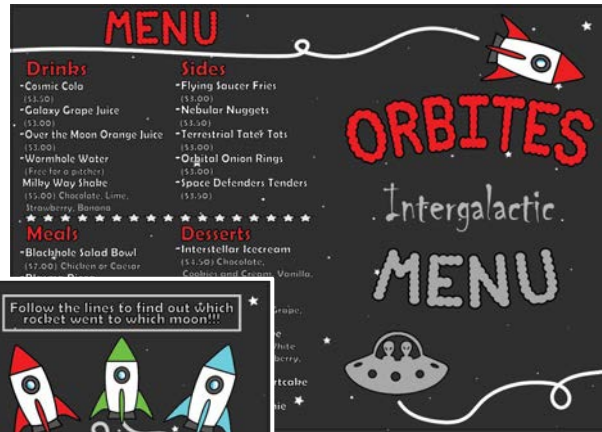 MENU
Drinks
-Cosmic Cola
($3.50)
-Galaxy Grape Juice
($3.00)
-Over the Moon Orange Juice
($3.00)
-Wormhole Water
(Free for a pitcher)
Milky Way Shake
($5.00) Chocolate, Lime,
Strawberry, Banana
Sides
-Flying Saucer Fries
($3.00)
-Nebular Nuggets
($3.50)
-Terrestrial Tater Tots
($3.00)
-Orbital Onion Rings
($3.00)
-Space Defenders Tenders
($3.50)
Meals
-Blackhole Salad Bowl
($7.00) Chicken or Caesar
Desserts
-Interstellar Icecream
($4.50) Chocolate,
Cookies and Cream, Vanilla,
Grape,
ORBITES
Intergalactic
MENU
Follow the lines to find out which
rocket went to which moon!!!